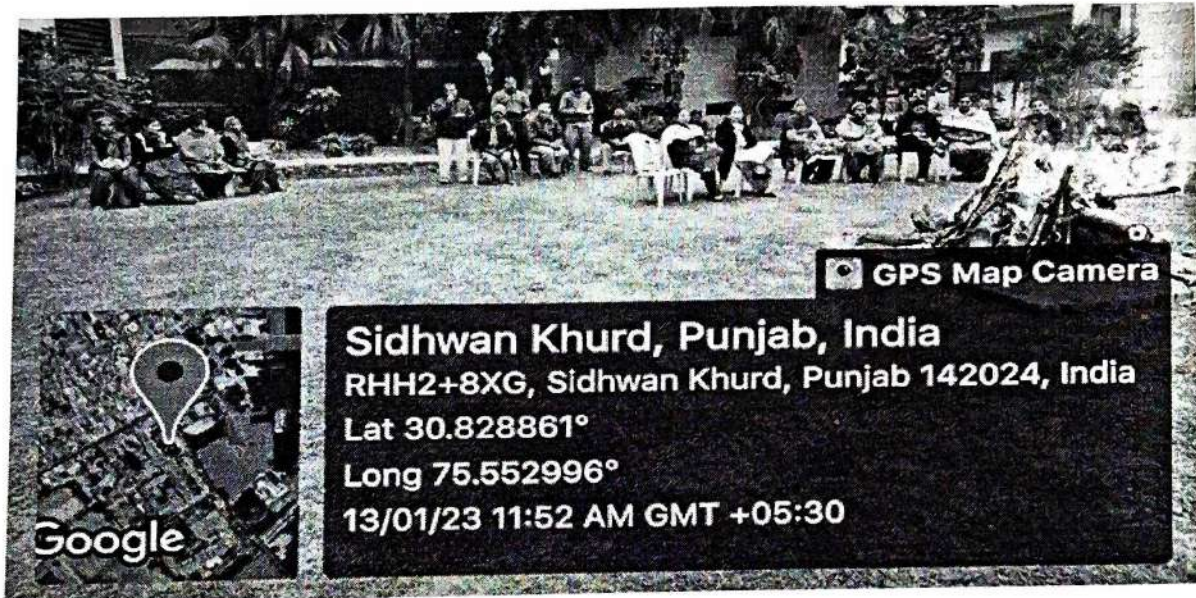 GPS Map Camera
Sidhwan Khurd, Punjab, India
RHH2+8XG, Sidhwan Khurd, Punjab 142024, India
Lat 30.828861°
Long 75.552996°
13/01/23 11:52 AM GMT +05:30
Google